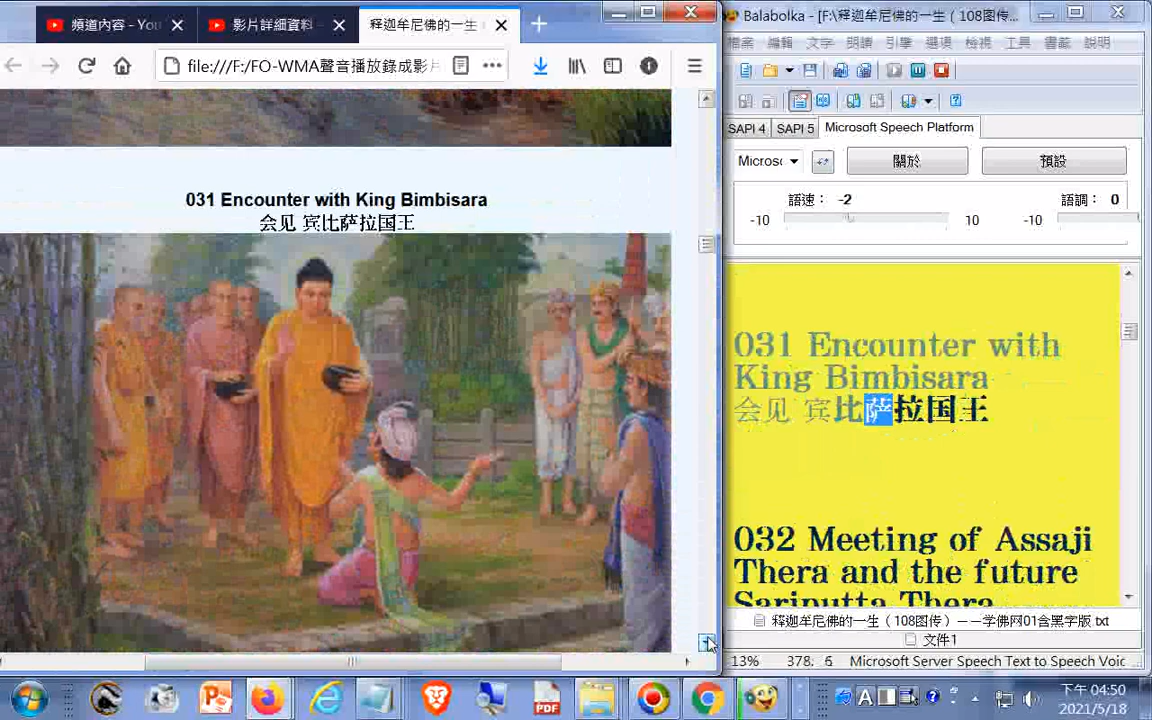 頻道內容 - You
影片詳細資料 -
释迦牟尼佛的一生
file:///F:/FO-WMA聲音播放錄成影片
031 Encounter with King Bimbisara
会见 宾比萨拉国王
Balabolka - [F:\释迦牟尼佛的一生（108图传...
檔案 編輯 文字 朗讀 引擎 選項 檢視 工具 書籤 說明
SAPI 4 SAPI 5 Microsoft Speech Platform
Microso 關於 預設
語速： -2 語調： 0
-10 10 -10
031 Encounter with
King Bimbisara
会见 宾比萨拉国王
032 Meeting of Assaji
Thera and the future
Sariputta Thera
释迦牟尼佛的一生（108图传）——学佛网01含黑字版.txt
文件1
13% 378: 6 Microsoft Server Speech Text to Speech Voic
PDF
A
下午 04:50
2021/5/18